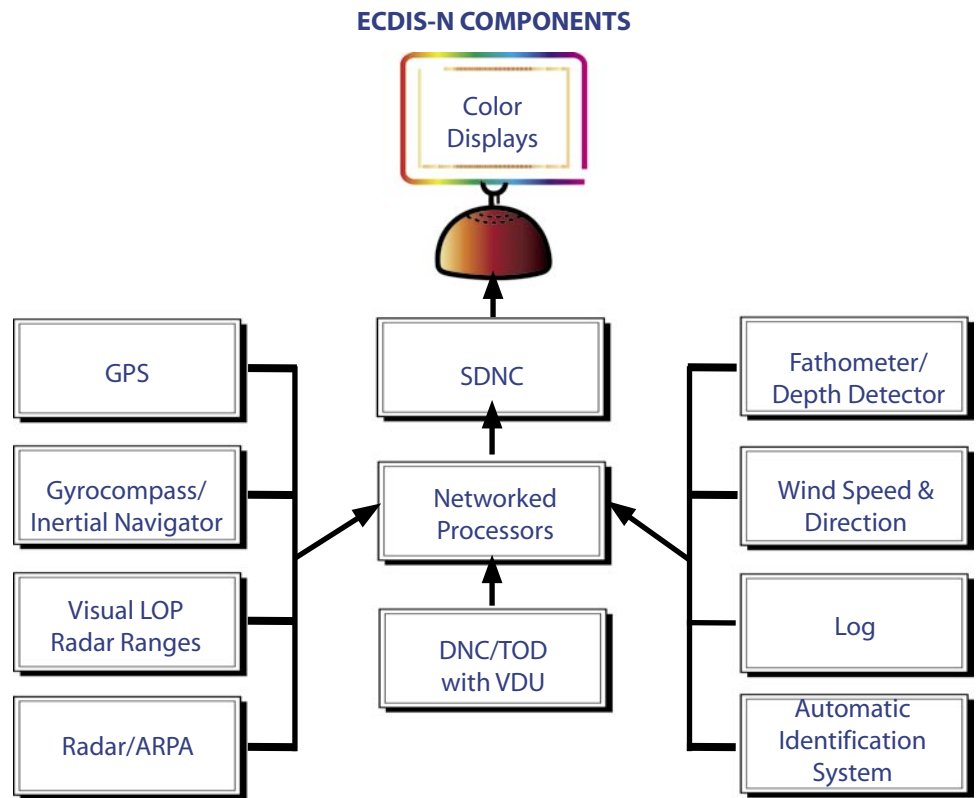 ECDIS-N COMPONENTS
Color
Displays
GPS
Gyrocompass/
Inertial Navigator
Visual LOP
Radar Ranges
Radar/ARPA
SDNC
Networked
Processors
DNC/TOD
with VDU
Fathometer/
Depth Detector
Wind Speed &
Direction
Log
Automatic
Identification
System